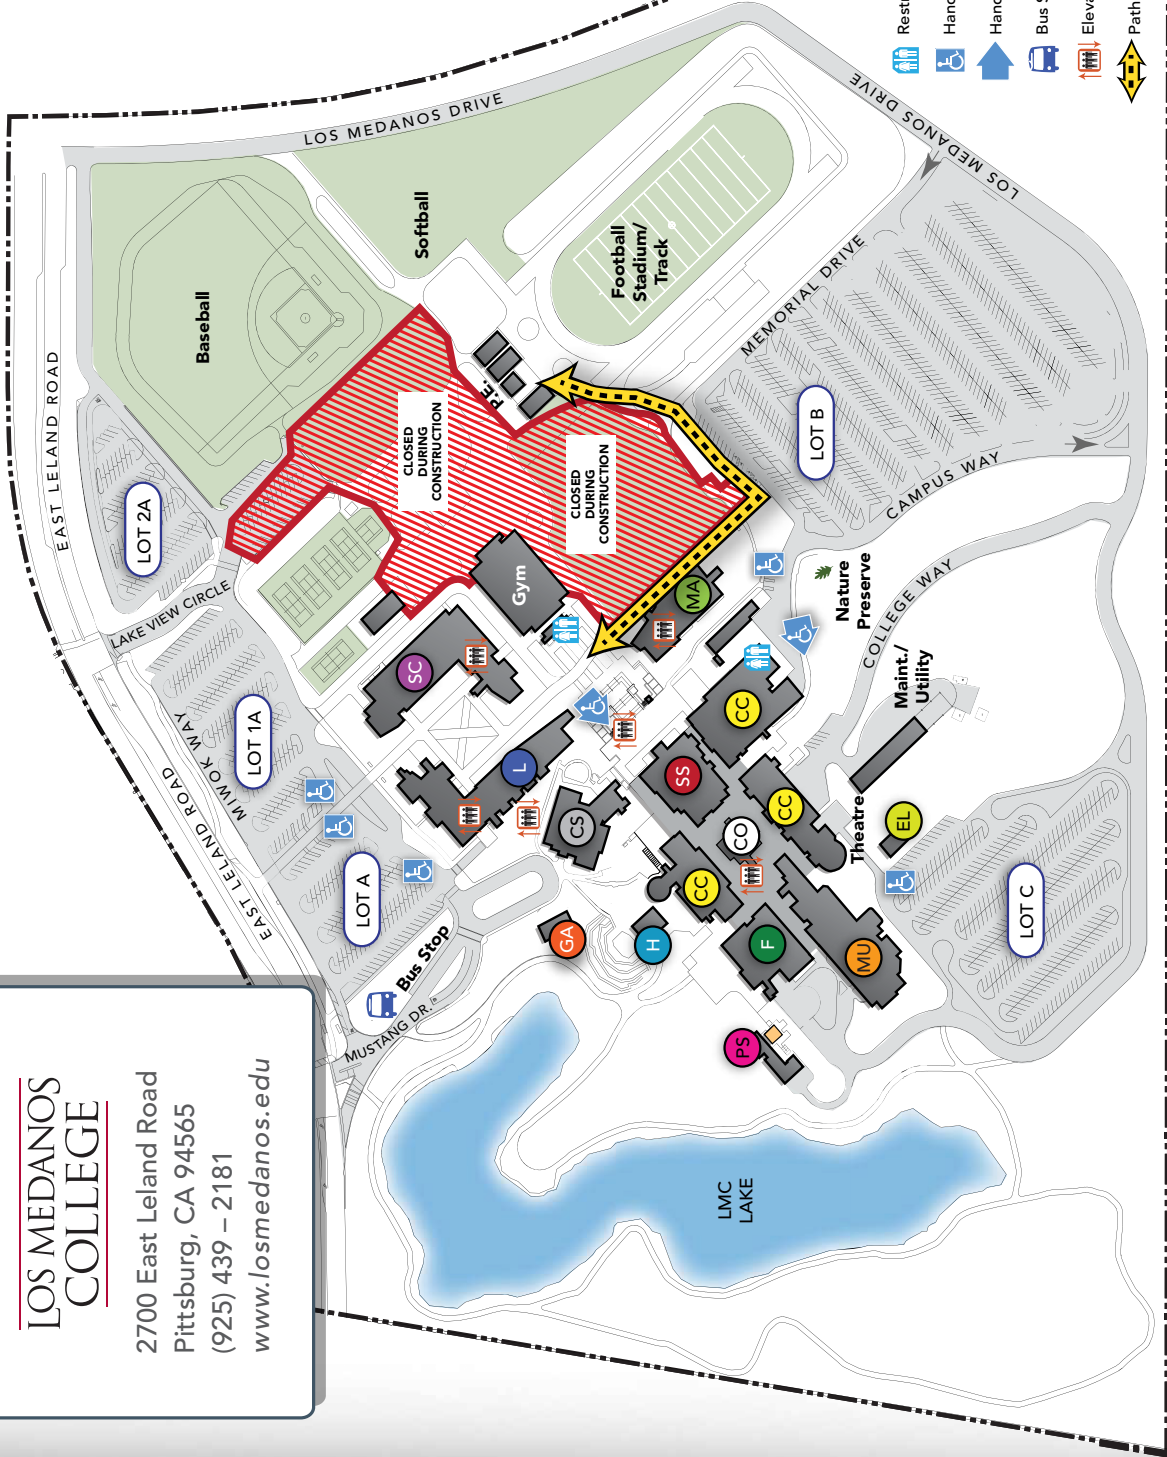 LOS MEDANOS
COLLEGE
2700 East Leland Road
Pittsburg, CA 94565
(925) 439 – 2181
www.losmedanos.edu
EAST LELAND ROAD
LOS MEDANOS DRIVE
LOS MEDANOS DRIVE
Baseball
Softball
Football
Stadium/
Track
LOT 2A
LAKE VIEW CIRCLE
CLOSED
DURING
CONSTRUCTION
CLOSED
DURING
CONSTRUCTION
P.E.
MEMORIAL DRIVE
LOT B
CAMPUS WAY
Gym
MA
Nature
Preserve
COLLEGE WAY
Maint./
Utility
MIWOK WAY
LOT 1A
EAST LELAND ROAD
SC
L
CS
SS
CC
CC
CC
CO
Theatre
EL
LOT A
LOT C
Bus Stop
MUSTANG DR.
GA
H
F
MU
PS
LMC
LAKE
Bus
Path